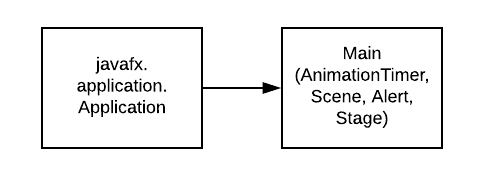 javafx.
application.
Application
Main
(AnimationTimer,
Scene, Alert,
Stage)